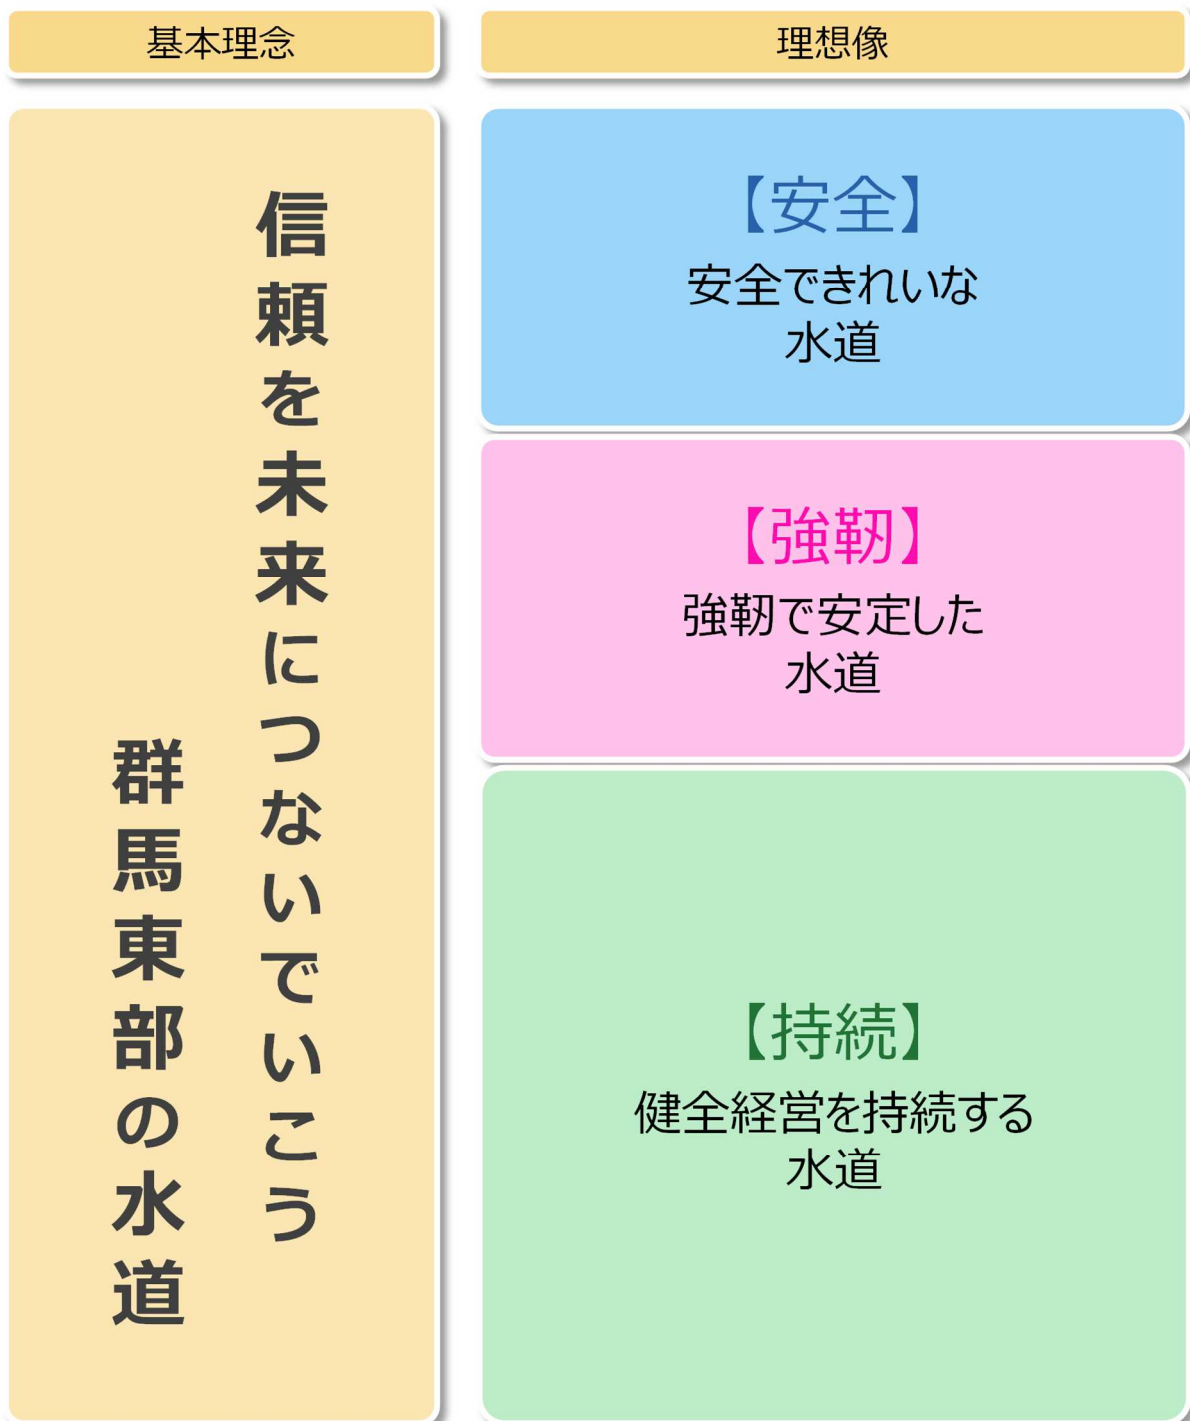 基本理念
信頼を未来につないでいこう
群馬東部の水道
理想像
【安全】
安全できれいな
水道
【強靭】
強靭で安定した
水道
【持続】
健全経営を持続する
水道